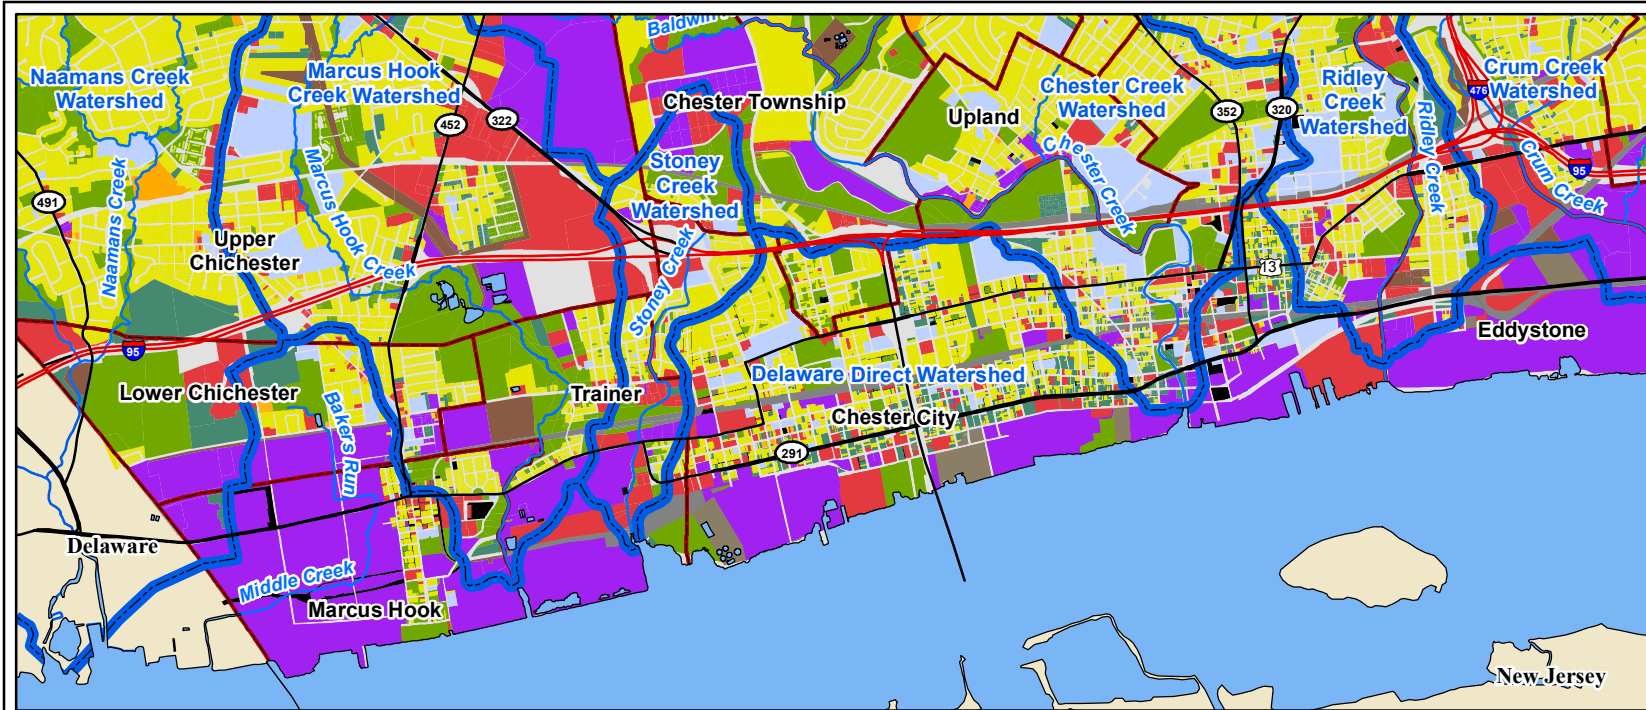 Baldwin
Naamans Creek
Watershed
Marcus Hook
Creek Watershed
Chester Township
Upland
Chester Creek
Watershed
Ridley
Creek
Watershed
Crum Creek
Watershed
476
452
322
352
320
95
491
Naamans Creek
Marcus Hook Creek
Stoney
Creek
Watershed
Chester Creek
Ridley Creek
Crum Creek
Upper
Chichester
Stoney Creek
13
Eddystone
95
Lower Chichester
Bakers Run
Trainer
Delaware Direct Watershed
Chester City
291
Delaware
Middle Creek
Marcus Hook
New Jersey